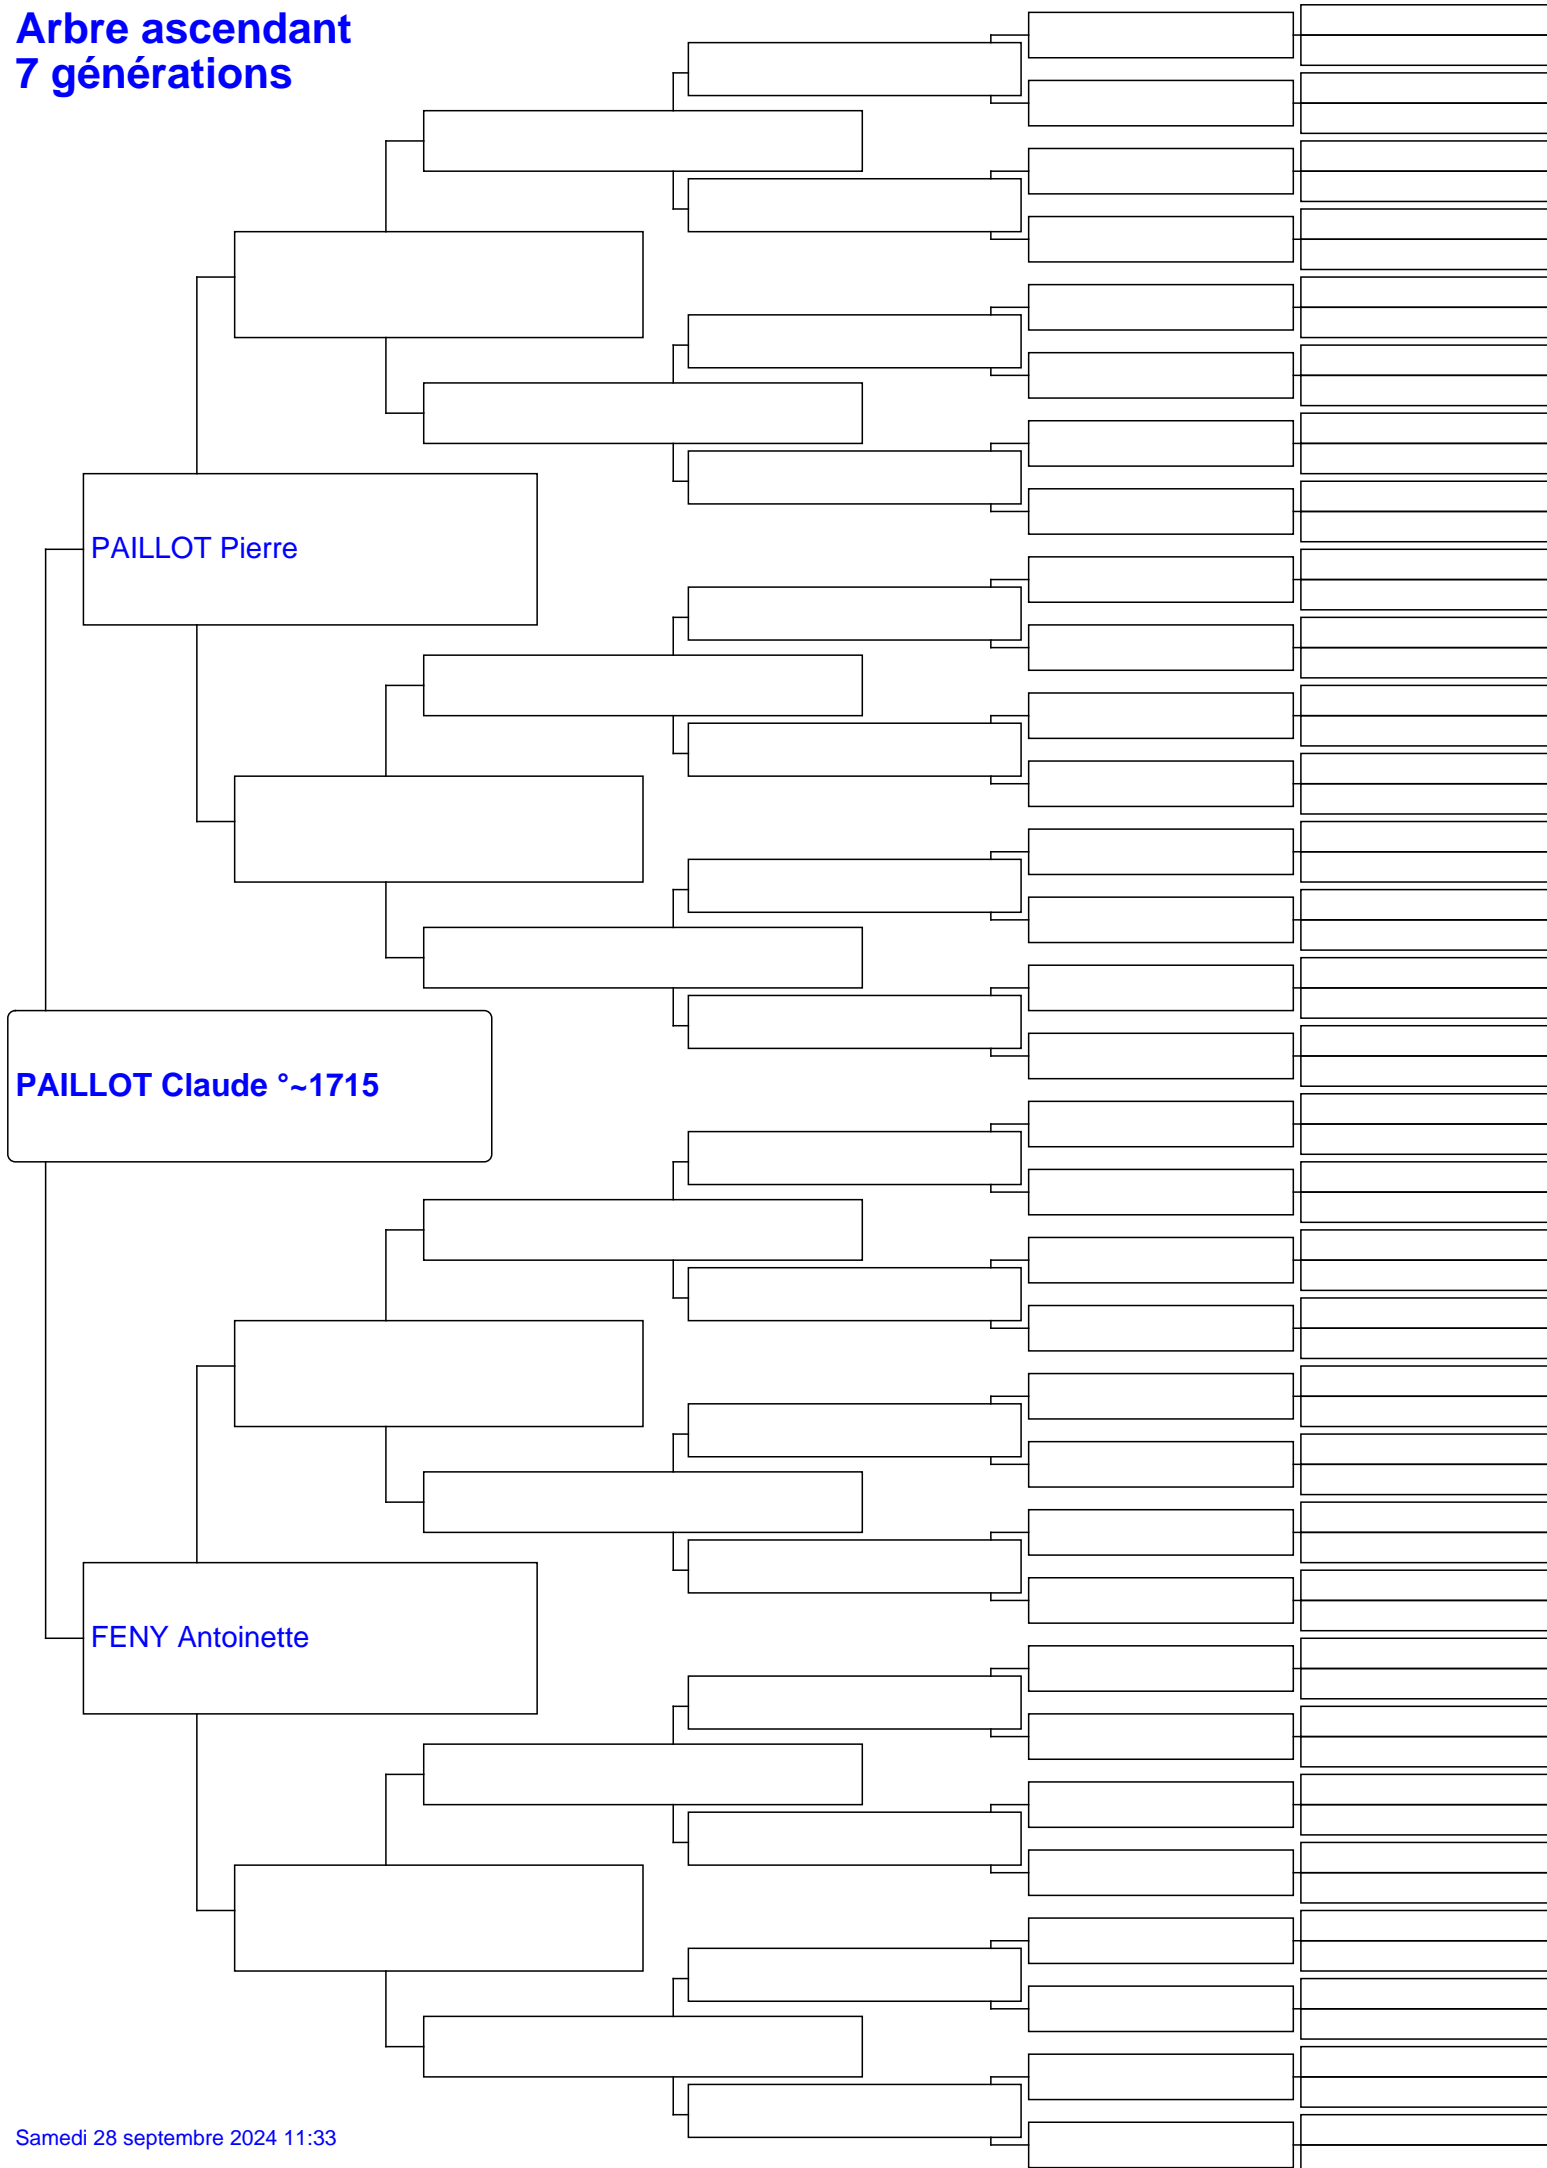 Arbre ascendant
7 générations
PAILLOT Pierre
PAILLOT Claude °~1715
FENY Antoinette
Samedi 28 septembre 2024 11:33